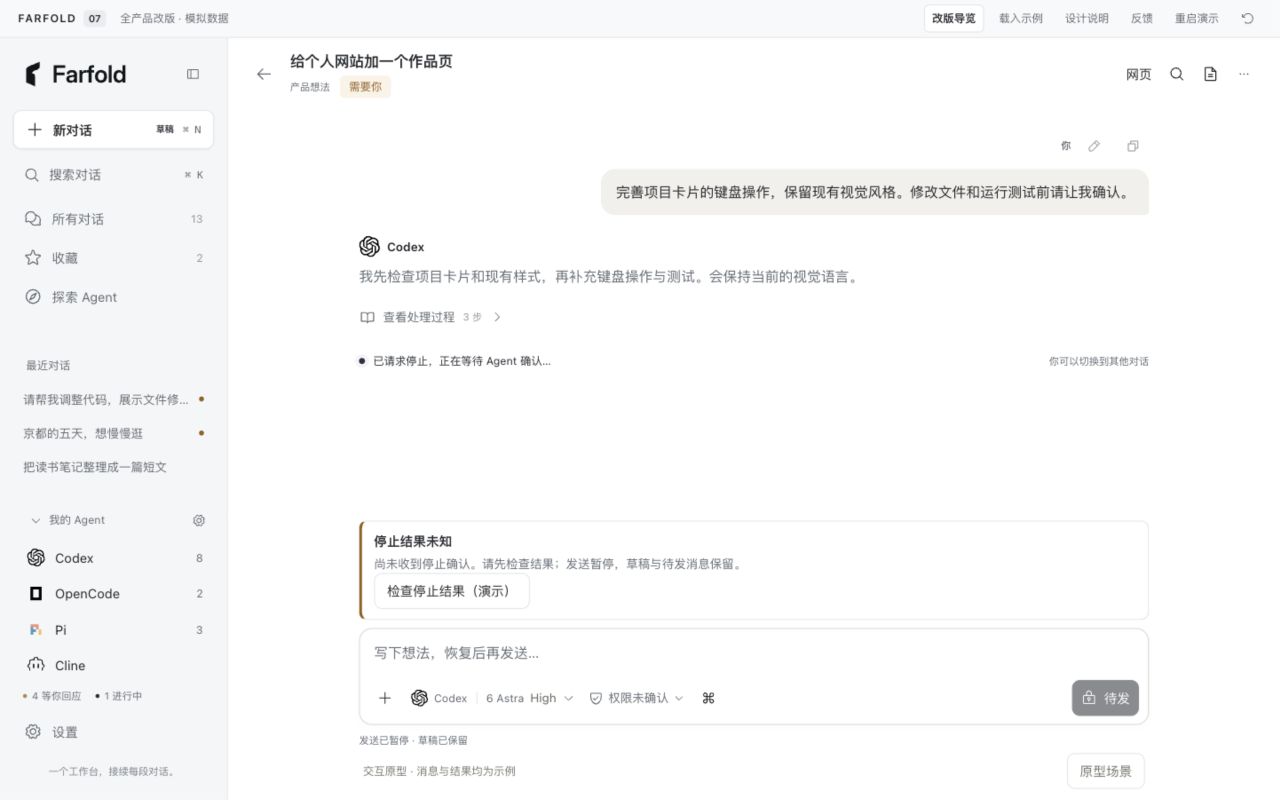 FARFOLD 07 全产品改版 · 模拟数据 改版导览 载入示例 设计说明 反馈 重启演示
Farfold
新对话 草稿 ⌘ N
搜索对话 ⌘ K
所有对话 13
收藏 2
探索 Agent
最近对话
请帮我调整代码，展示文件修...
京都的五天，想慢慢逛
把读书笔记整理成一篇短文
我的 Agent
Codex 8
OpenCode 2
Pi 3
Cline
4 等你回应 1 进行中
设置
一个工作台，接续每段对话。
给个人网站加一个作品页
产品想法 需要你
网页
你
完善项目卡片的键盘操作，保留现有视觉风格。修改文件和运行测试前请让我确认。
Codex
我先检查项目卡片和现有样式，再补充键盘操作与测试。会保持当前的视觉语言。
查看处理过程 3 步
已请求停止，正在等待 Agent 确认... 你可以切换到其他对话
停止结果未知
尚未收到停止确认。请先检查结果；发送暂停，草稿与待发消息保留。
检查停止结果（演示）
写下想法，恢复后再发送...
Codex 6 Astra High 权限未确认 ⌘ 待发
发送已暂停 · 草稿已保留
交互原型 · 消息与结果均为示例 原型场景